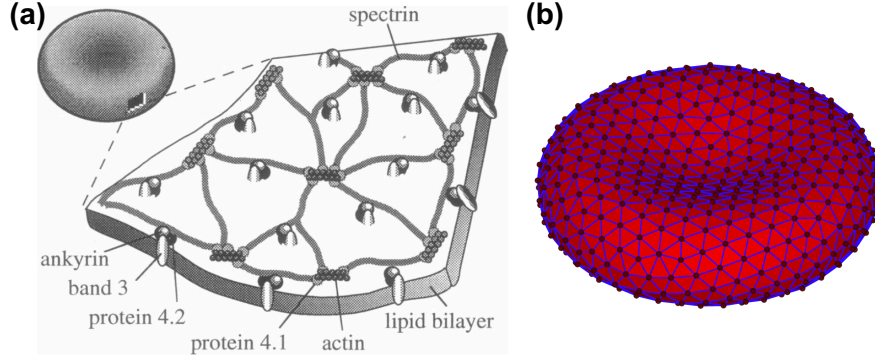 (a)
spectrin
(b)
ankyrin
band 3
protein 4.2
protein 4.1
actin
lipid bilayer